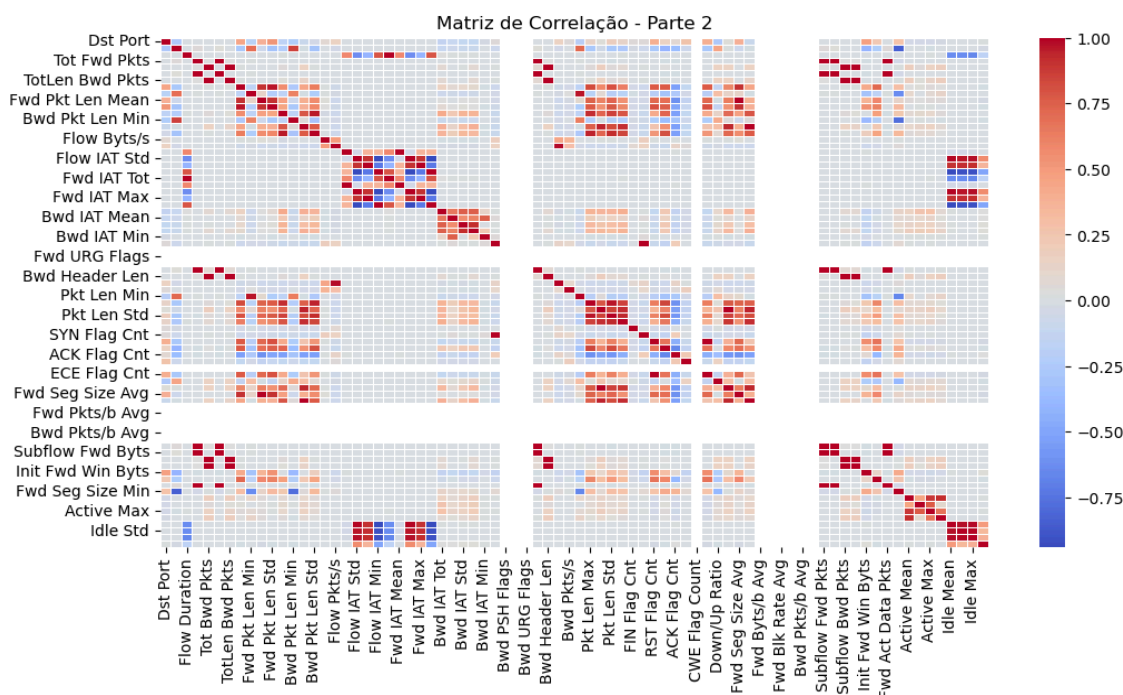 Matriz de Correlação - Parte 2
Dst Port
Tot Fwd Pkts
TotLen Bwd Pkts
Fwd Pkt Len Mean
Bwd Pkt Len Min
Flow Byts/s
Flow IAT Std
Fwd IAT Tot
Fwd IAT Max
Bwd IAT Mean
Bwd IAT Min
Fwd URG Flags
Bwd Header Len
Pkt Len Min
Pkt Len Std
SYN Flag Cnt
ACK Flag Cnt
ECE Flag Cnt
Fwd Seg Size Avg
Fwd Pkts/b Avg
Bwd Pkts/b Avg
Subflow Fwd Byts
Init Fwd Win Byts
Fwd Seg Size Min
Active Max
Idle Std
Dst Port
Flow Duration
Tot Bwd Pkts
TotLen Bwd Pkts
Fwd Pkt Len Min
Fwd Pkt Len Std
Bwd Pkt Len Min
Bwd Pkt Len Std
Flow Pkts/s
Flow IAT Std
Flow IAT Min
Fwd IAT Mean
Fwd IAT Max
Bwd IAT Tot
Bwd IAT Std
Bwd IAT Min
Bwd PSH Flags
Bwd URG Flags
Bwd Header Len
Bwd Pkts/s
Pkt Len Max
Pkt Len Std
FIN Flag Cnt
RST Flag Cnt
ACK Flag Cnt
CWE Flag Count
Down/Up Ratio
Fwd Seg Size Avg
Fwd Byts/b Avg
Fwd Blk Rate Avg
Bwd Pkts/b Avg
Subflow Fwd Pkts
Subflow Bwd Pkts
Init Fwd Win Byts
Fwd Act Data Pkts
Active Mean
Active Max
Idle Mean
Idle Max
1.00
0.75
0.50
0.25
0.00
−0.25
−0.50
−0.75